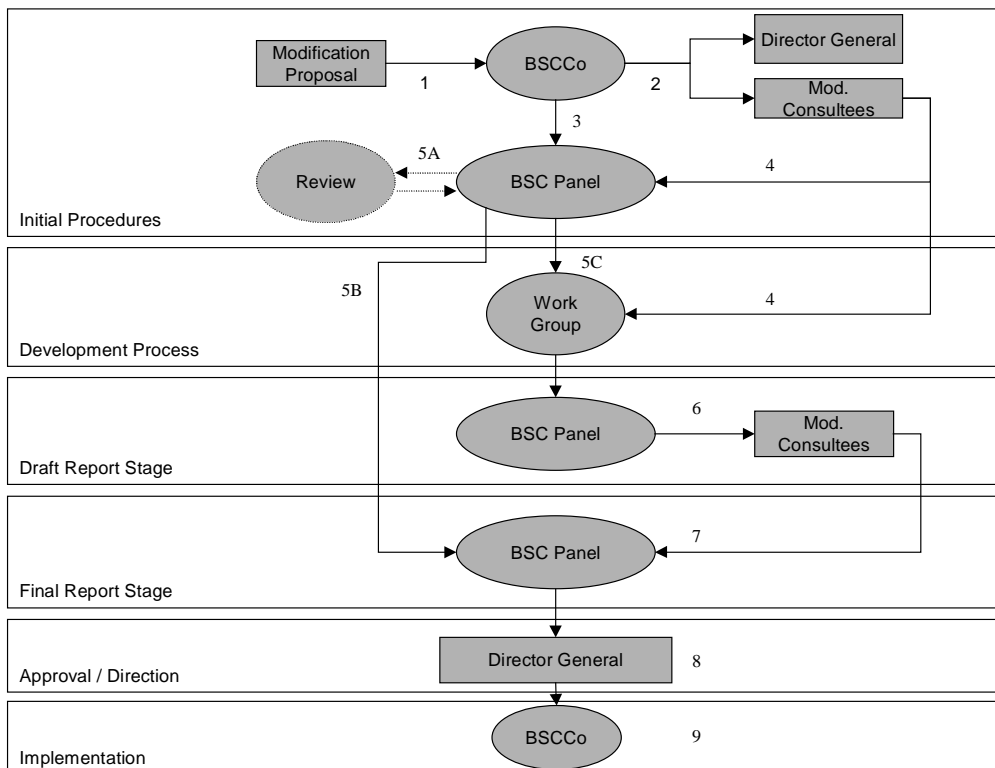 Modification
Proposal
1
BSCCo
2
Director General
Mod.
Consultees
3
5A
Review
BSC Panel
4
Initial Procedures
5B
5C
Work
Group
4
Development Process
BSC Panel
6
Mod.
Consultees
Draft Report Stage
BSC Panel
7
Final Report Stage
Director General
8
Approval / Direction
BSCCo
9
Implementation